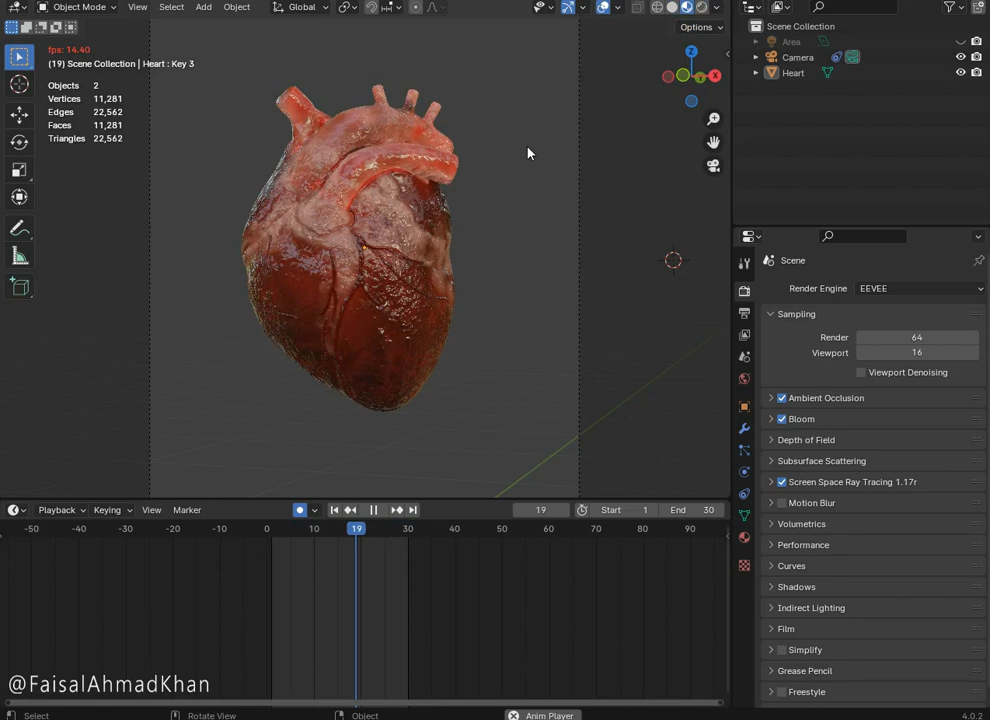 Object Mode View Select Add Object Global
Options
fps: 14.40
(19) Scene Collection | Heart : Key 3
Objects 2
Vertices 11,281
Edges 22,562
Faces 11,281
Triangles 22,562
Z
X
Y
Scene Collection
Area
Camera
Heart
Scene
Render Engine EEVEE
Sampling
Render 64
Viewport 16
Viewport Denoising
Ambient Occlusion
Bloom
Depth of Field
Subsurface Scattering
Screen Space Ray Tracing 1.17r
Motion Blur
Volumetrics
Performance
Curves
Shadows
Indirect Lighting
Film
Simplify
Grease Pencil
Freestyle
Playback Keying View Marker 19 Start 1 End 30
-50 -40 -30 -20 -10 0 10 19 30 40 50 60 70 80 90
@FaisalAhmadKhan
Select Rotate View Object Anim Player 4.0.2